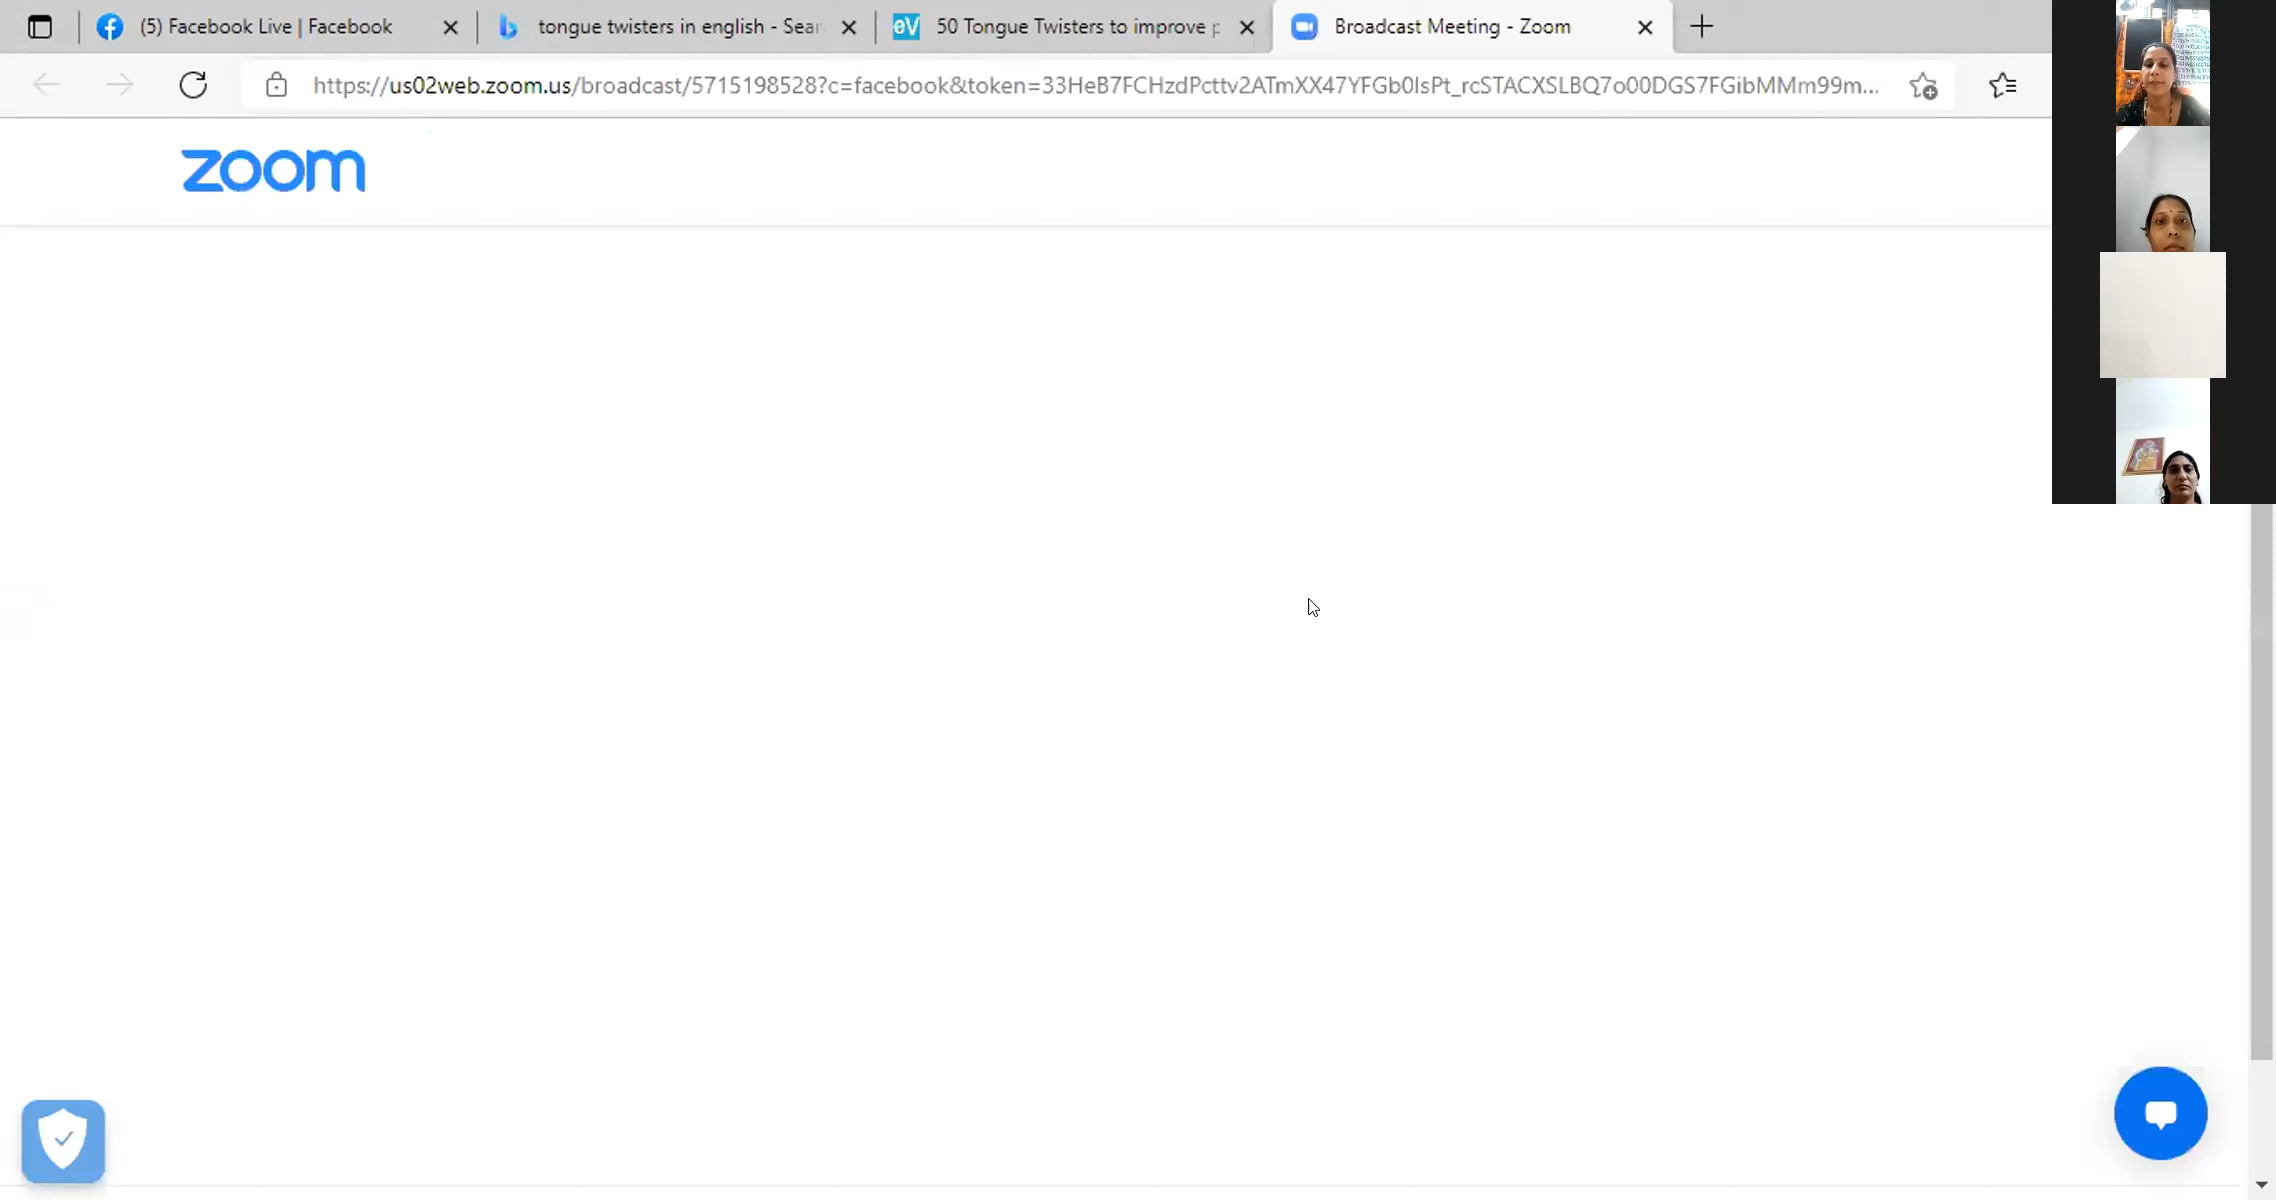 (5) Facebook Live | Facebook
tongue twisters in english - Sear
eV
50 Tongue Twisters to improve p
Broadcast Meeting - Zoom
https://us02web.zoom.us/broadcast/5715198528?c=facebook&token=33HeB7FCHzdPcttv2ATmXX47YFGb0IsPt_rcSTACXSLBQ7o00DGS7FGibMMm99m...
zoom